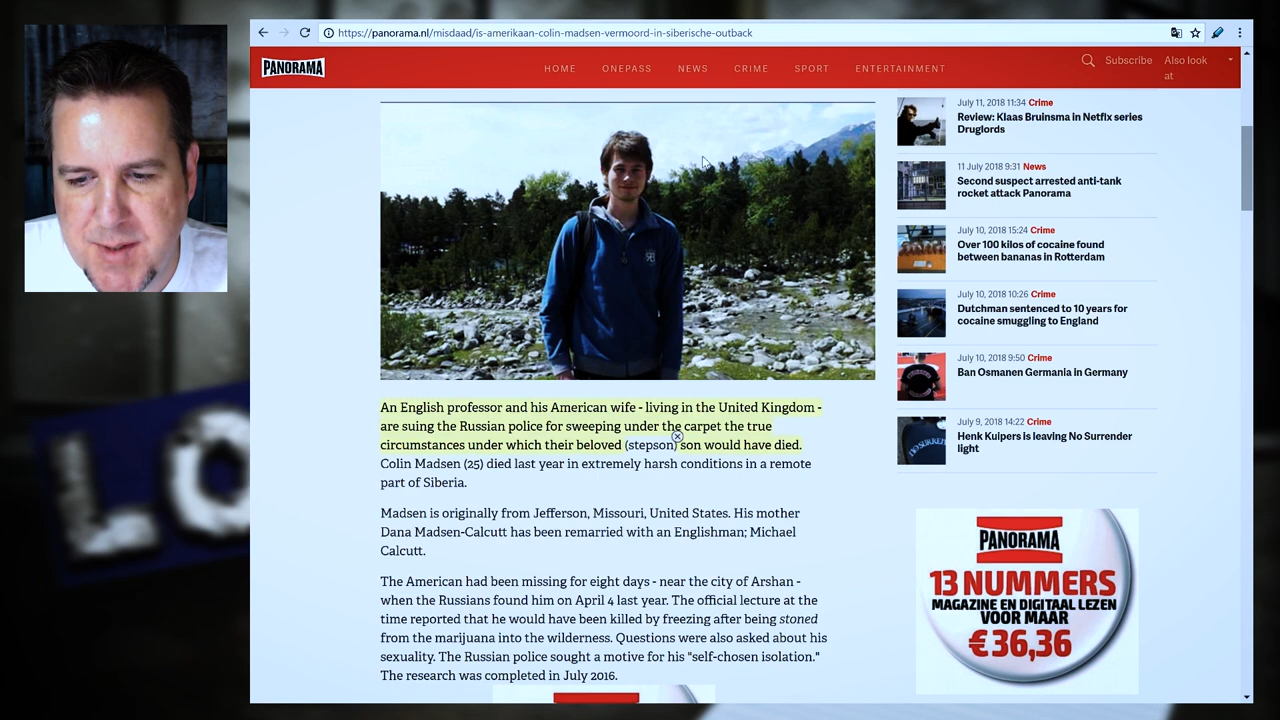 https://panorama.nl/misdaad/is-amerikaan-colin-madsen-vermoord-in-siberische-outback
PANORAMA
HOME ONEPASS NEWS CRIME SPORT ENTERTAINMENT
Subscribe Also look
at
An English professor and his American wife - living in the United Kingdom -
are suing the Russian police for sweeping under the carpet the true
circumstances under which their beloved (stepson) son would have died.
Colin Madsen (25) died last year in extremely harsh conditions in a remote
part of Siberia.
Madsen is originally from Jefferson, Missouri, United States. His mother
Dana Madsen-Calcutt has been remarried with an Englishman; Michael
Calcutt.
The American had been missing for eight days - near the city of Arshan -
when the Russians found him on April 4 last year. The official lecture at the
time reported that he would have been killed by freezing after being stoned
from the marijuana into the wilderness. Questions were also asked about his
sexuality. The Russian police sought a motive for his "self-chosen isolation."
The research was completed in July 2016.
July 11, 2018 11:34 Crime
Review: Klaas Bruinsma in Netflix series
Druglords
11 July 2018 9:31 News
Second suspect arrested anti-tank
rocket attack Panorama
July 10, 2018 15:24 Crime
Over 100 kilos of cocaine found
between bananas in Rotterdam
July 10, 2018 10:26 Crime
Dutchman sentenced to 10 years for
cocaine smuggling to England
July 10, 2018 9:50 Crime
Ban Osmanen Germania in Germany
July 9, 2018 14:22 Crime
Henk Kuipers is leaving No Surrender
light
PANORAMA
13 NUMMERS
MAGAZINE EN DIGITAAL LEZEN
VOOR MAAR
€ 36,36